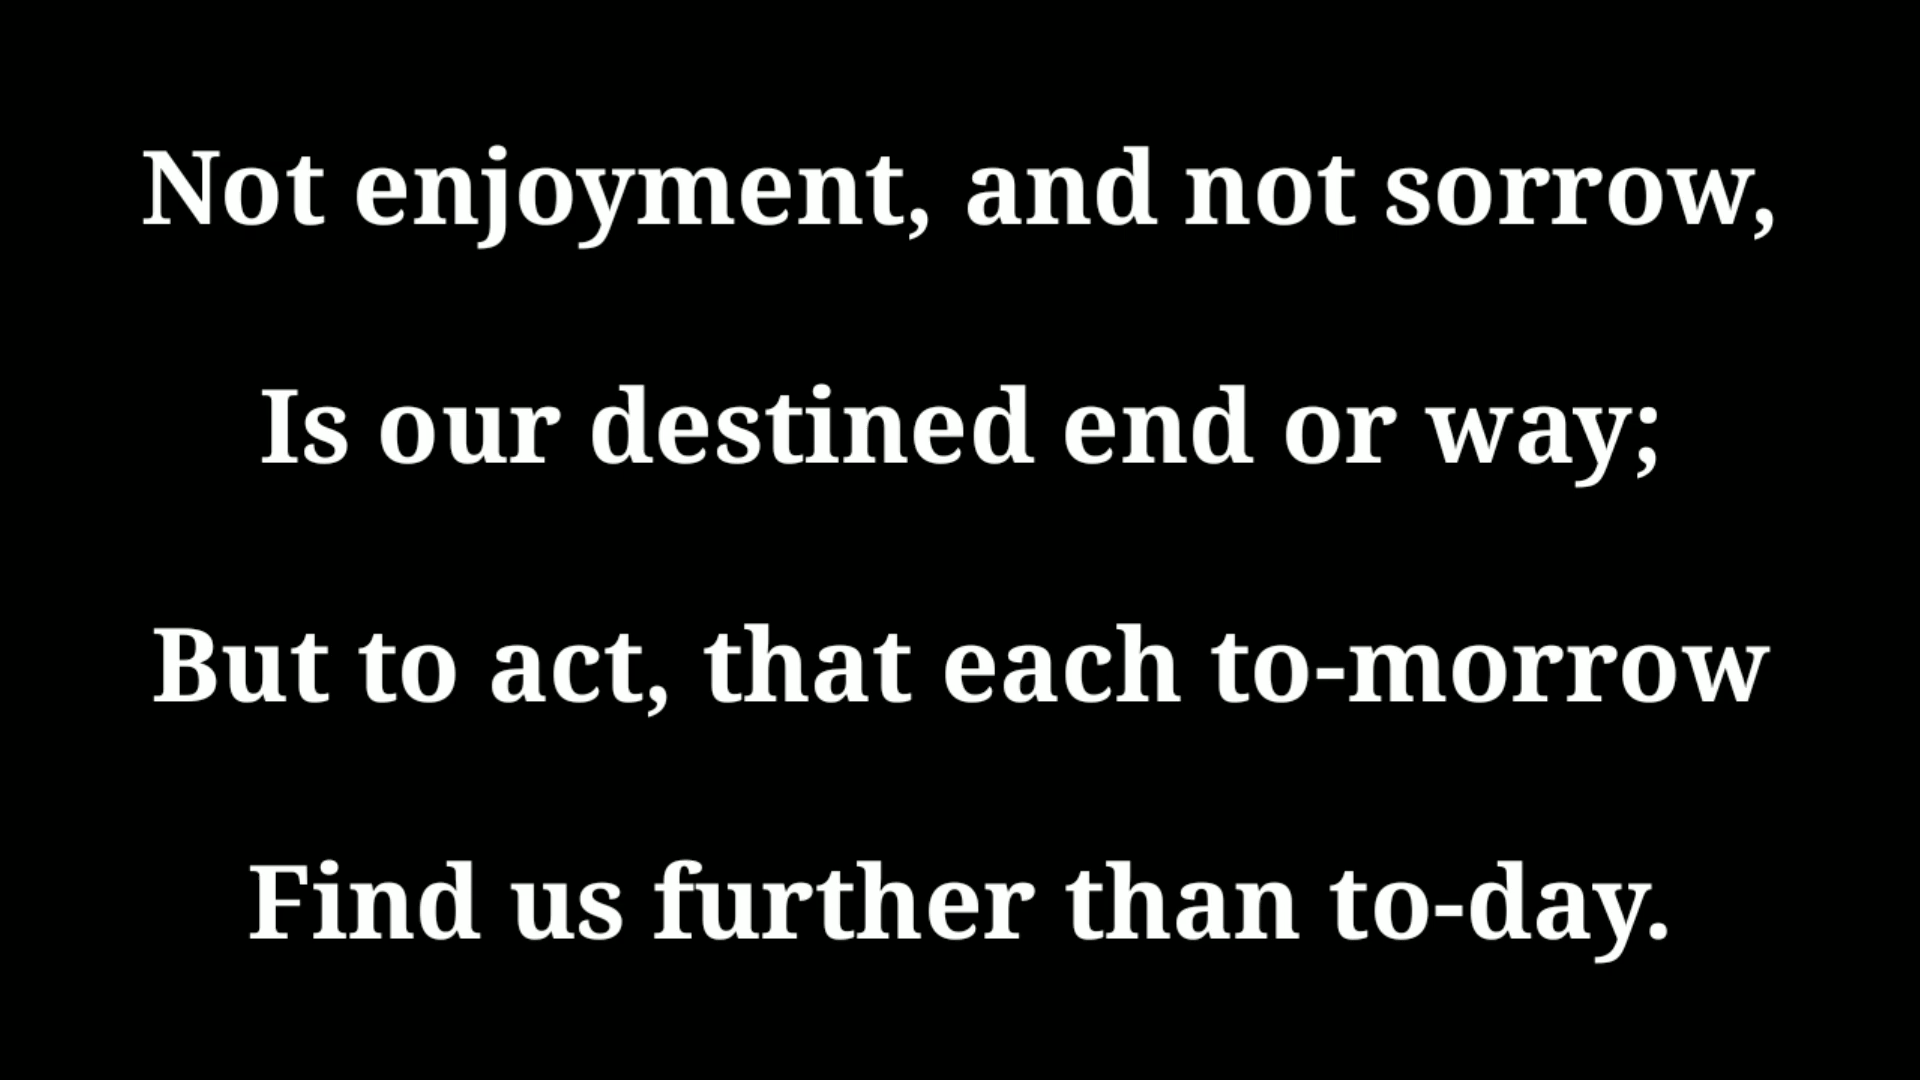 Not enjoyment, and not sorrow,
Is our destined end or way;
But to act, that each to-morrow
Find us further than to-day.